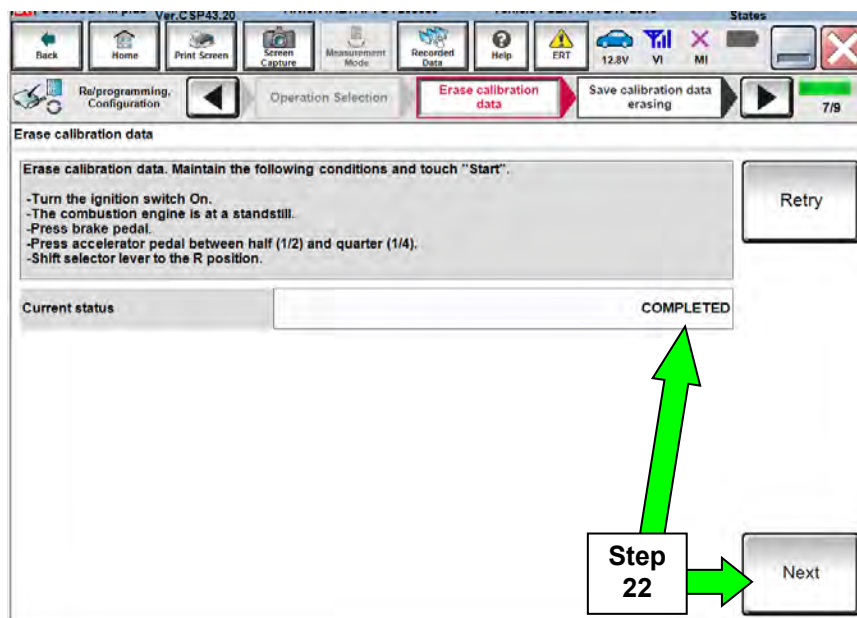 Ver.CSP43.20
States
Back
Home
Print Screen
Screen Capture
Measurement Mode
Recorded Data
Help
ERT
12.8V
VI
MI
Re/programming, Configuration
Operation Selection
Erase calibration data
Save calibration data erasing
7/9
Erase calibration data
Erase calibration data. Maintain the following conditions and touch "Start".
-Turn the ignition switch On.
-The combustion engine is at a standstill.
-Press brake pedal.
-Press accelerator pedal between half (1/2) and quarter (1/4).
-Shift selector lever to the R position.
Retry
Current status
COMPLETED
Step
22
Next